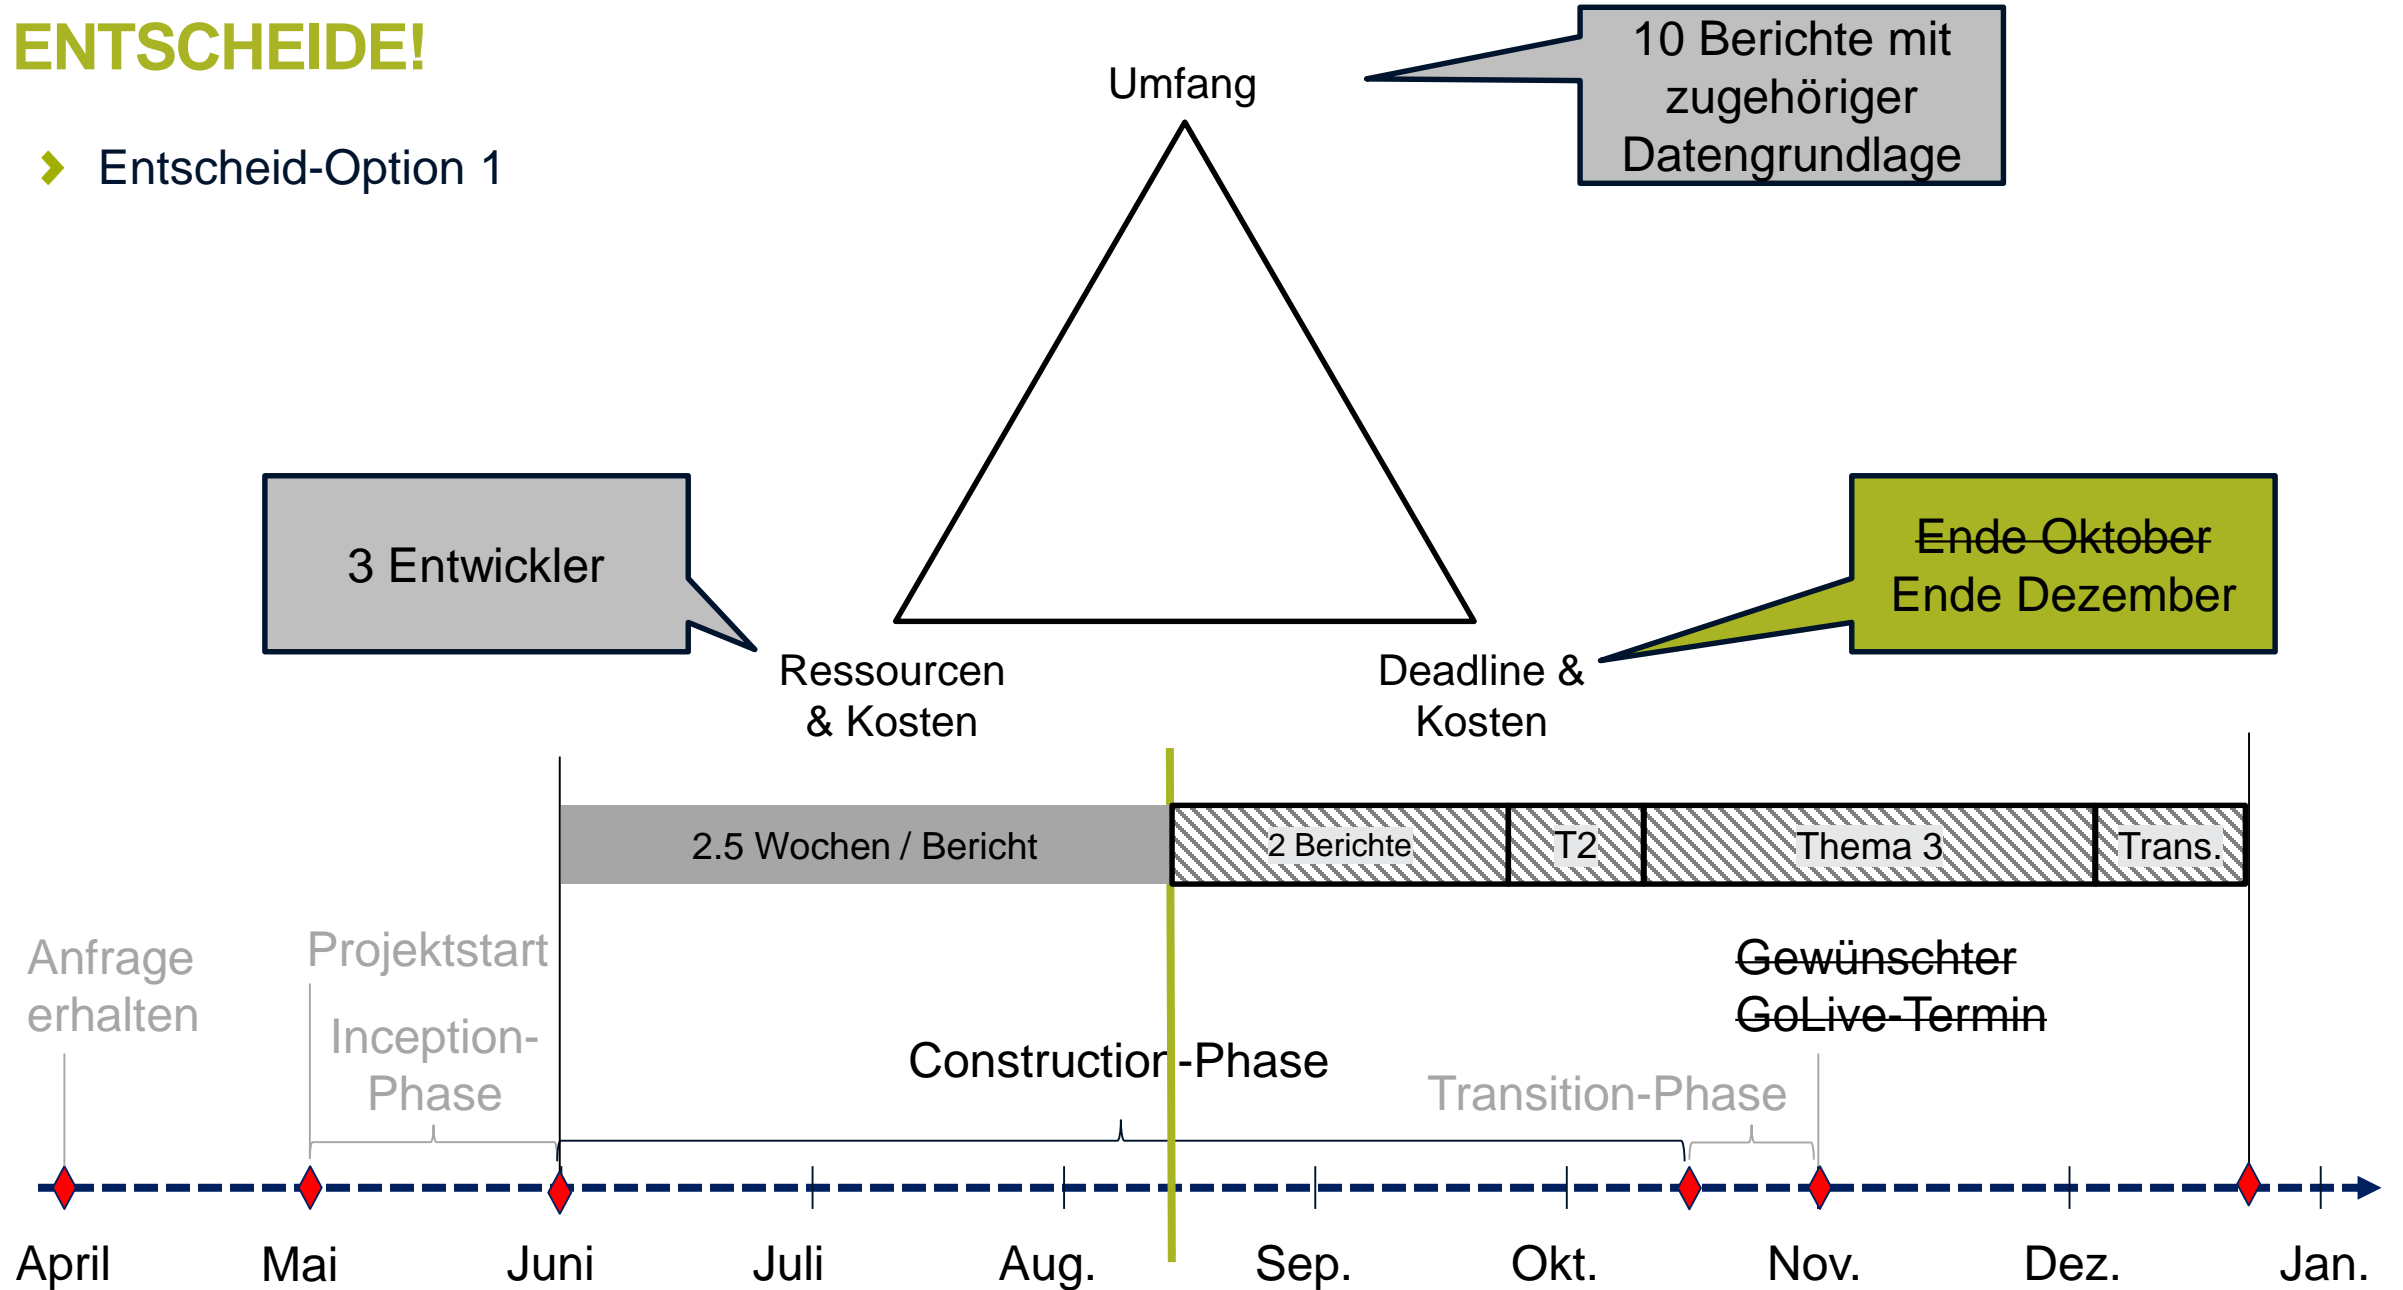 ENTSCHEIDE!
Entscheid-Option 1
10 Berichte mit
zugehöriger
Datengrundlage
Umfang
3 Entwickler
Ende Oktober
Ende Dezember
Ressourcen
& Kosten
Deadline &
Kosten
2.5 Wochen / Bericht
2 Berichte
T2
Thema 3
Trans.
Anfrage
erhalten
Projektstart
Inception-
Phase
Construction-Phase
Transition-Phase
Gewünschter
GoLive-Termin
April
Mai
Juni
Juli
Aug.
Sep.
Okt.
Nov.
Dez.
Jan.